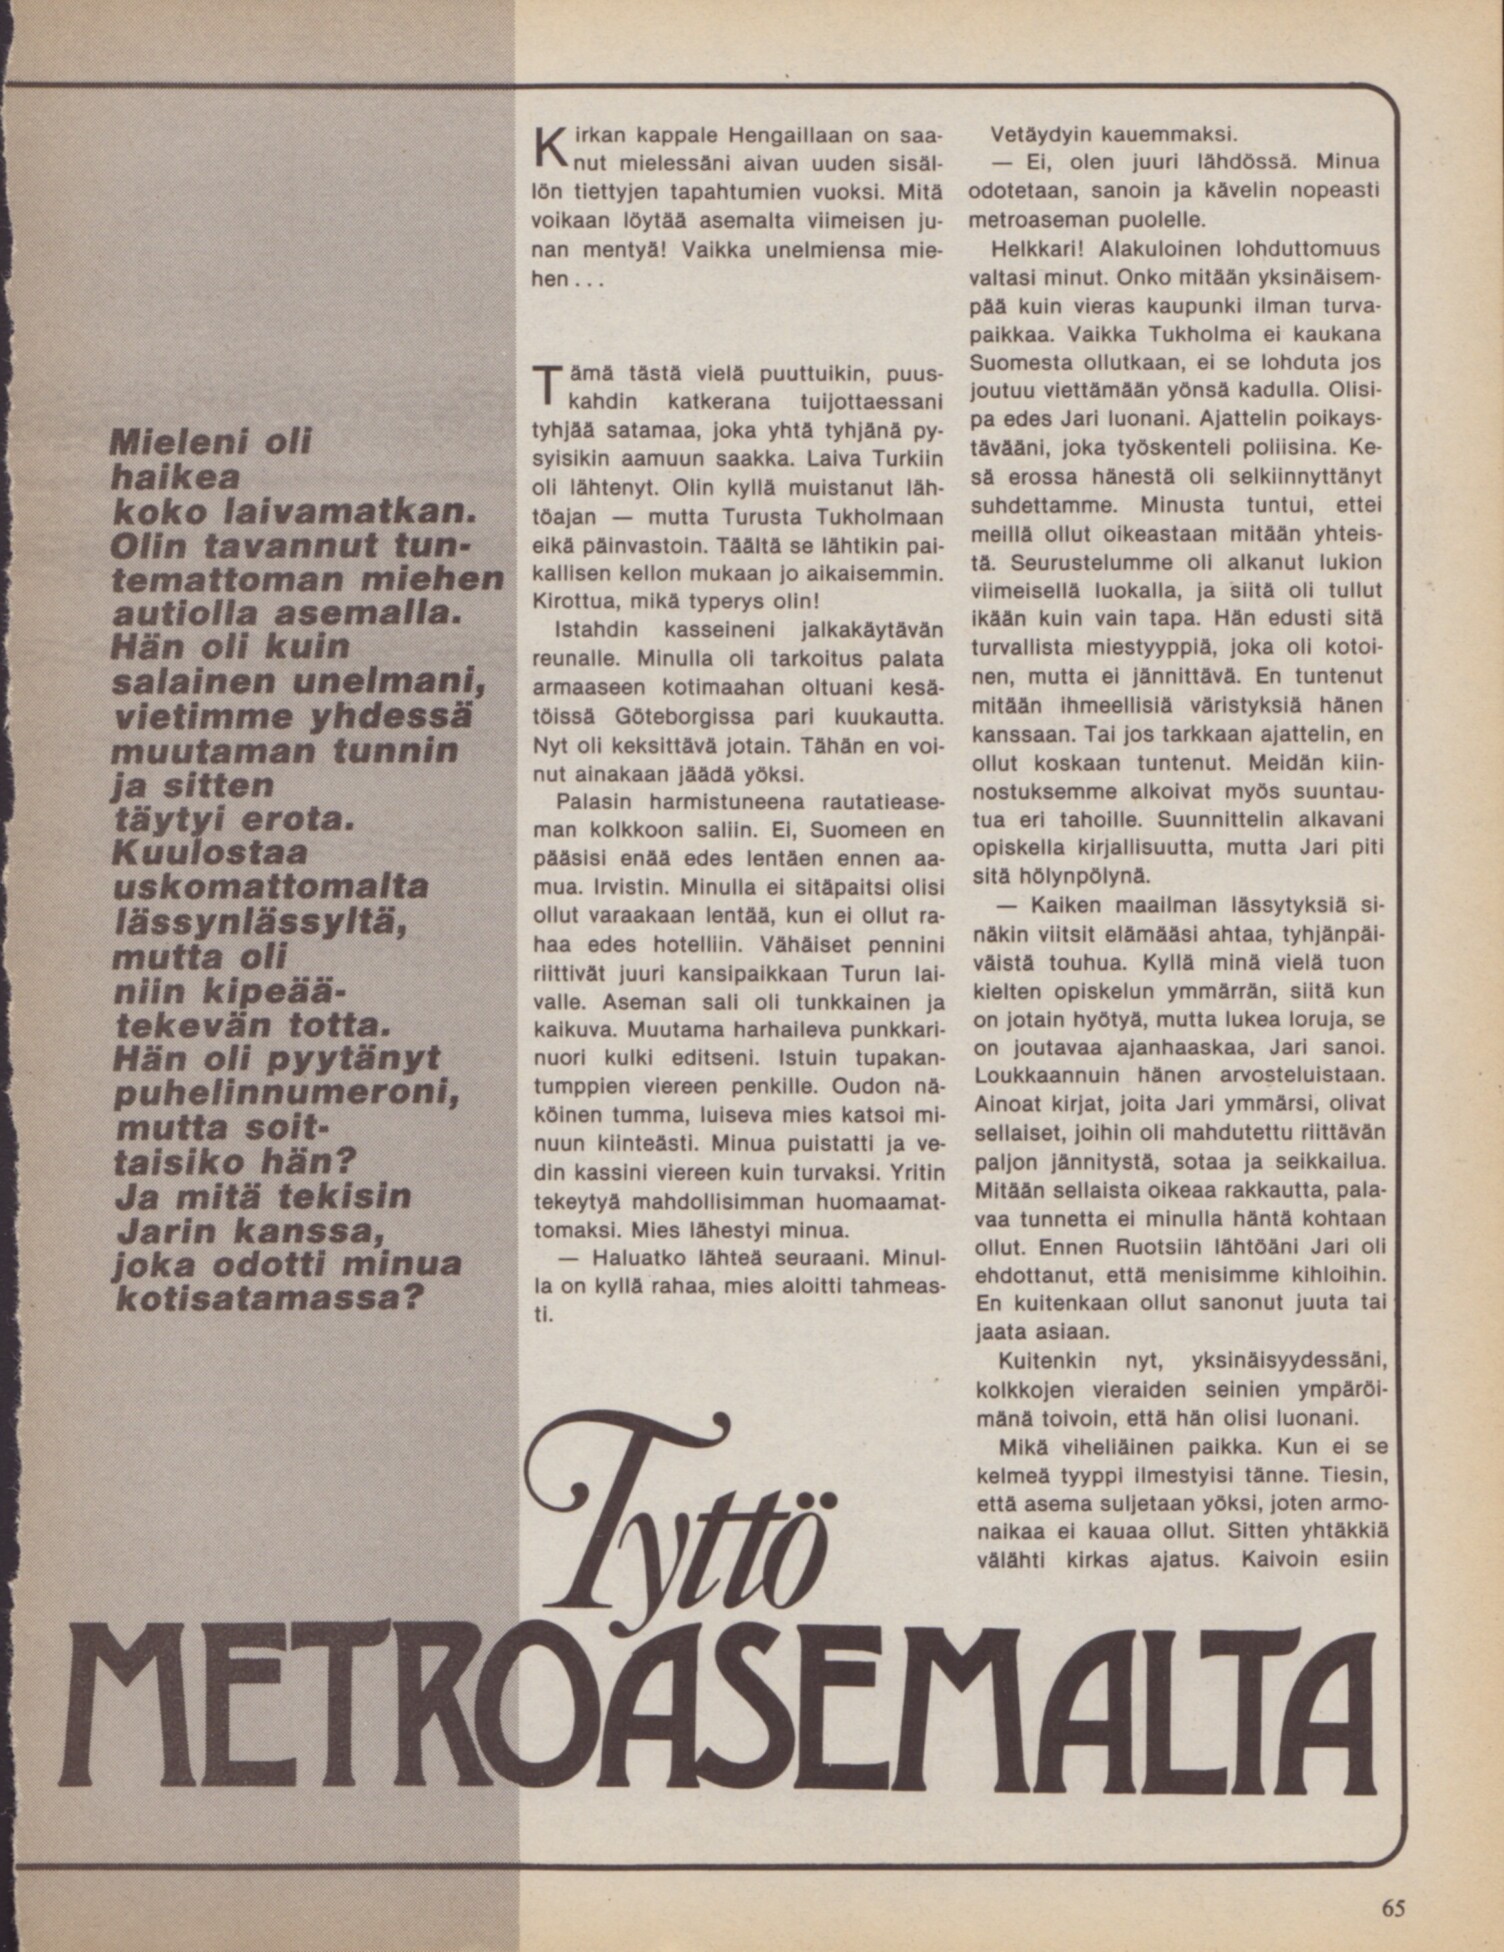 Mieleni oli
haikea
koko laivamatkan.
Olin tavannut tun-
temattoman miehen
autiolla asemalla.
Hän oli kuin
salainen unelmani,
vietimme yhdessä
muutaman tunnin
ja sitten
täytyi erota.
Kuulostaa
uskomattomalta
lässynlässyltä,
mutta oli
niin kipeää-
tekevän totta.
Hän oli pyytänyt
puhelinnumeroni,
mutta soit-
taisiko hän?
Ja mitä tekisin
Jarin kanssa,
joka odotti minua
kotisatamassa?
Kirkan kappale Hengaillaan on saa-
nut mielessäni aivan uuden sisäl-
lön tiettyjen tapahtumien vuoksi. Mitä
voikaan löytää asemalta viimeisen ju-
nan mentyä! Vaikka unelmiensa mie-
hen...
Tämä tästä vielä puuttuikin, puus-
kahdin katkerana tuijottaessani
tyhjää satamaa, joka yhtä tyhjänä py-
syisikin aamuun saakka. Laiva Turkiin
oli lähtenyt. Olin kyllä muistanut läh-
töajan — mutta Turusta Tukholmaan
eikä päinvastoin. Täältä se lähtikin pai-
kallisen kellon mukaan jo aikaisemmin.
Kirottua, mikä typerys olin!
Istahdin kasseineni jalkakäytävän
reunalle. Minulla oli tarkoitus palata
armaaseen kotimaahan oltuani kesä-
töissä Göteborgissa pari kuukautta.
Nyt oli keksittävä jotain. Tähän en voi-
nut ainakaan jäädä yöksi.
Palasin harmistuneena rautatiease-
man kolkkoon saliin. Ei, Suomeen en
pääsisi enää edes lentäen ennen aa-
mua. Irvistin. Minulla ei sitäpaitsi olisi
ollut varaakaan lentää, kun ei ollut ra-
haa edes hotelliin. Vähäiset pennini
riittivät juuri kansipaikkaan Turun lai-
valle. Aseman sali oli tunkkainen ja
kaikuva. Muutama harhaileva punkkari-
nuori kulki editseni. Istuin tupakan-
tumppien viereen penkille. Oudon nä-
köinen tumma, luiseva mies katsoi mi-
nuun kiinteästi. Minua puistatti ja ve-
din kassini viereen kuin turvaksi. Yritin
tekeytyä mahdollisimman huomaamat-
tomaksi. Mies lähestyi minua.
— Haluatko lähteä seuraani. Minul-
la on kyllä rahaa, mies aloitti tahmeas-
ti.
Vetäydyin kauemmaksi.
— Ei, olen juuri lähdössä. Minua
odotetaan, sanoin ja kävelin nopeasti
metroaseman puolelle.
Helkkari! Alakuloinen lohduttomuus
valtasi minut. Onko mitään yksinäisem-
pää kuin vieras kaupunki ilman turva-
paikkaa. Vaikka Tukholma ei kaukana
Suomesta ollutkaan, ei se lohduta jos
joutuu viettämään yönsä kadulla. Olisi-
pa edes Jari luonani. Ajattelin poikays-
tävääni, joka työskenteli poliisina. Ke-
sä erossa hänestä oli selkiinnyttänyt
suhdettamme. Minusta tuntui, ettei
meillä ollut oikeastaan mitään yhteis-
tä. Seurustelumme oli alkanut lukion
viimeisellä luokalla, ja siitä oli tullut
ikään kuin vain tapa. Hän edusti sitä
turvallista miestyyppiä, joka oli kotoi-
nen, mutta ei jännittävä. En tuntenut
mitään ihmeellisiä väristyksiä hänen
kanssaan. Tai jos tarkkaan ajattelin, en
ollut koskaan tuntenut. Meidän kiin-
nostuksemme alkoivat myös suuntau-
tua eri tahoille. Suunnittelin alkavani
opiskella kirjallisuutta, mutta Jari piti
sitä hölynpölynä.
— Kaiken maailman lässytyksiä si-
näkin viitsit elämääsi ahtaa, tyhjänpäi-
väistä touhua. Kyllä minä vielä tuon
kielten opiskelun ymmärrän, siitä kun
on jotain hyötyä, mutta lukea loruja, se
on joutavaa ajanhaaskaa, Jari sanoi.
Loukkaannuin hänen arvosteluistaan.
Ainoat kirjat, joita Jari ymmärsi, olivat
sellaiset, joihin oli mahdutettu riittävän
paljon jännitystä, sotaa ja seikkailua.
Mitään sellaista oikeaa rakkautta, pala-
vaa tunnetta ei minulla häntä kohtaan
ollut. Ennen Ruotsiin lähtöäni Jari oli
ehdottanut, että menisimme kihloihin.
En kuitenkaan ollut sanonut juuta tai
jaata asiaan.
Kuitenkin nyt, yksinäisyydessäni,
kolkkojen vieraiden seinien ympäröi-
mänä toivoin, että hän olisi luonani.
Mikä viheliäinen paikka. Kun ei se
kelmeä tyyppi ilmestyisi tänne. Tiesin,
että asema suljetaan yöksi, joten armo-
naikaa ei kauaa ollut. Sitten yhtäkkiä
välähti kirkas ajatus. Kaivoin esiin
Tyttö
METROASEMALTA
65